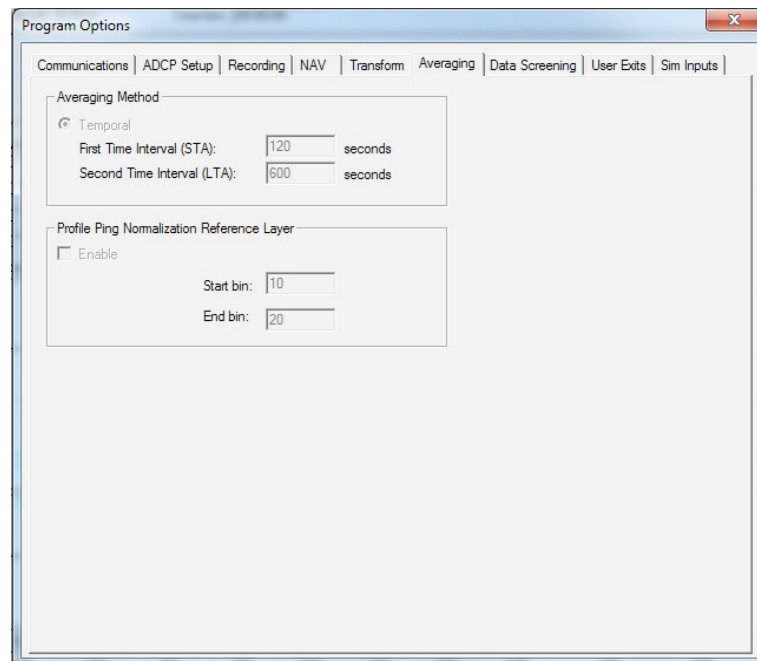 Program Options
Communications ADCP Setup Recording NAV Transform Averaging Data Screening User Exits Sim Inputs
Averaging Method
Temporal
First Time Interval (STA): 120 seconds
Second Time Interval (LTA): 600 seconds
Profile Ping Normalization Reference Layer
Enable
Start bin: 10
End bin: 20